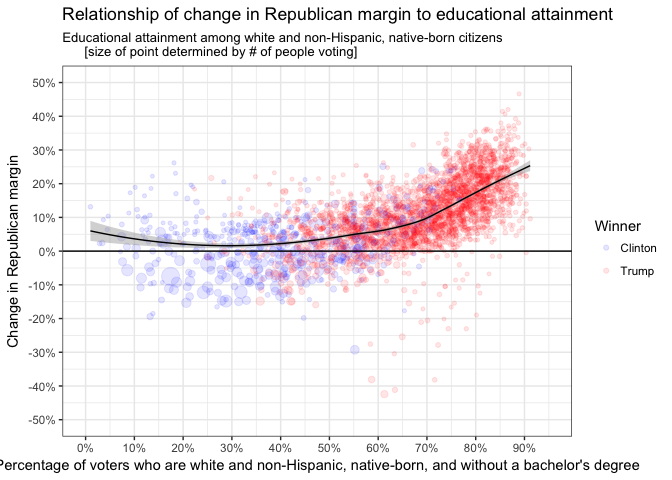 Relationship of change in Republican margin to educational attainment
Educational attainment among white and non-Hispanic, native-born citizens
[size of point determined by # of people voting]
Change in Republican margin
50%
40%
30%
20%
10%
0%
-10%
-20%
-30%
-40%
-50%
0% 10% 20% 30% 40% 50% 60% 70% 80% 90%
Percentage of voters who are white and non-Hispanic, native-born, and without a bachelor's degree
Winner
Clinton
Trump